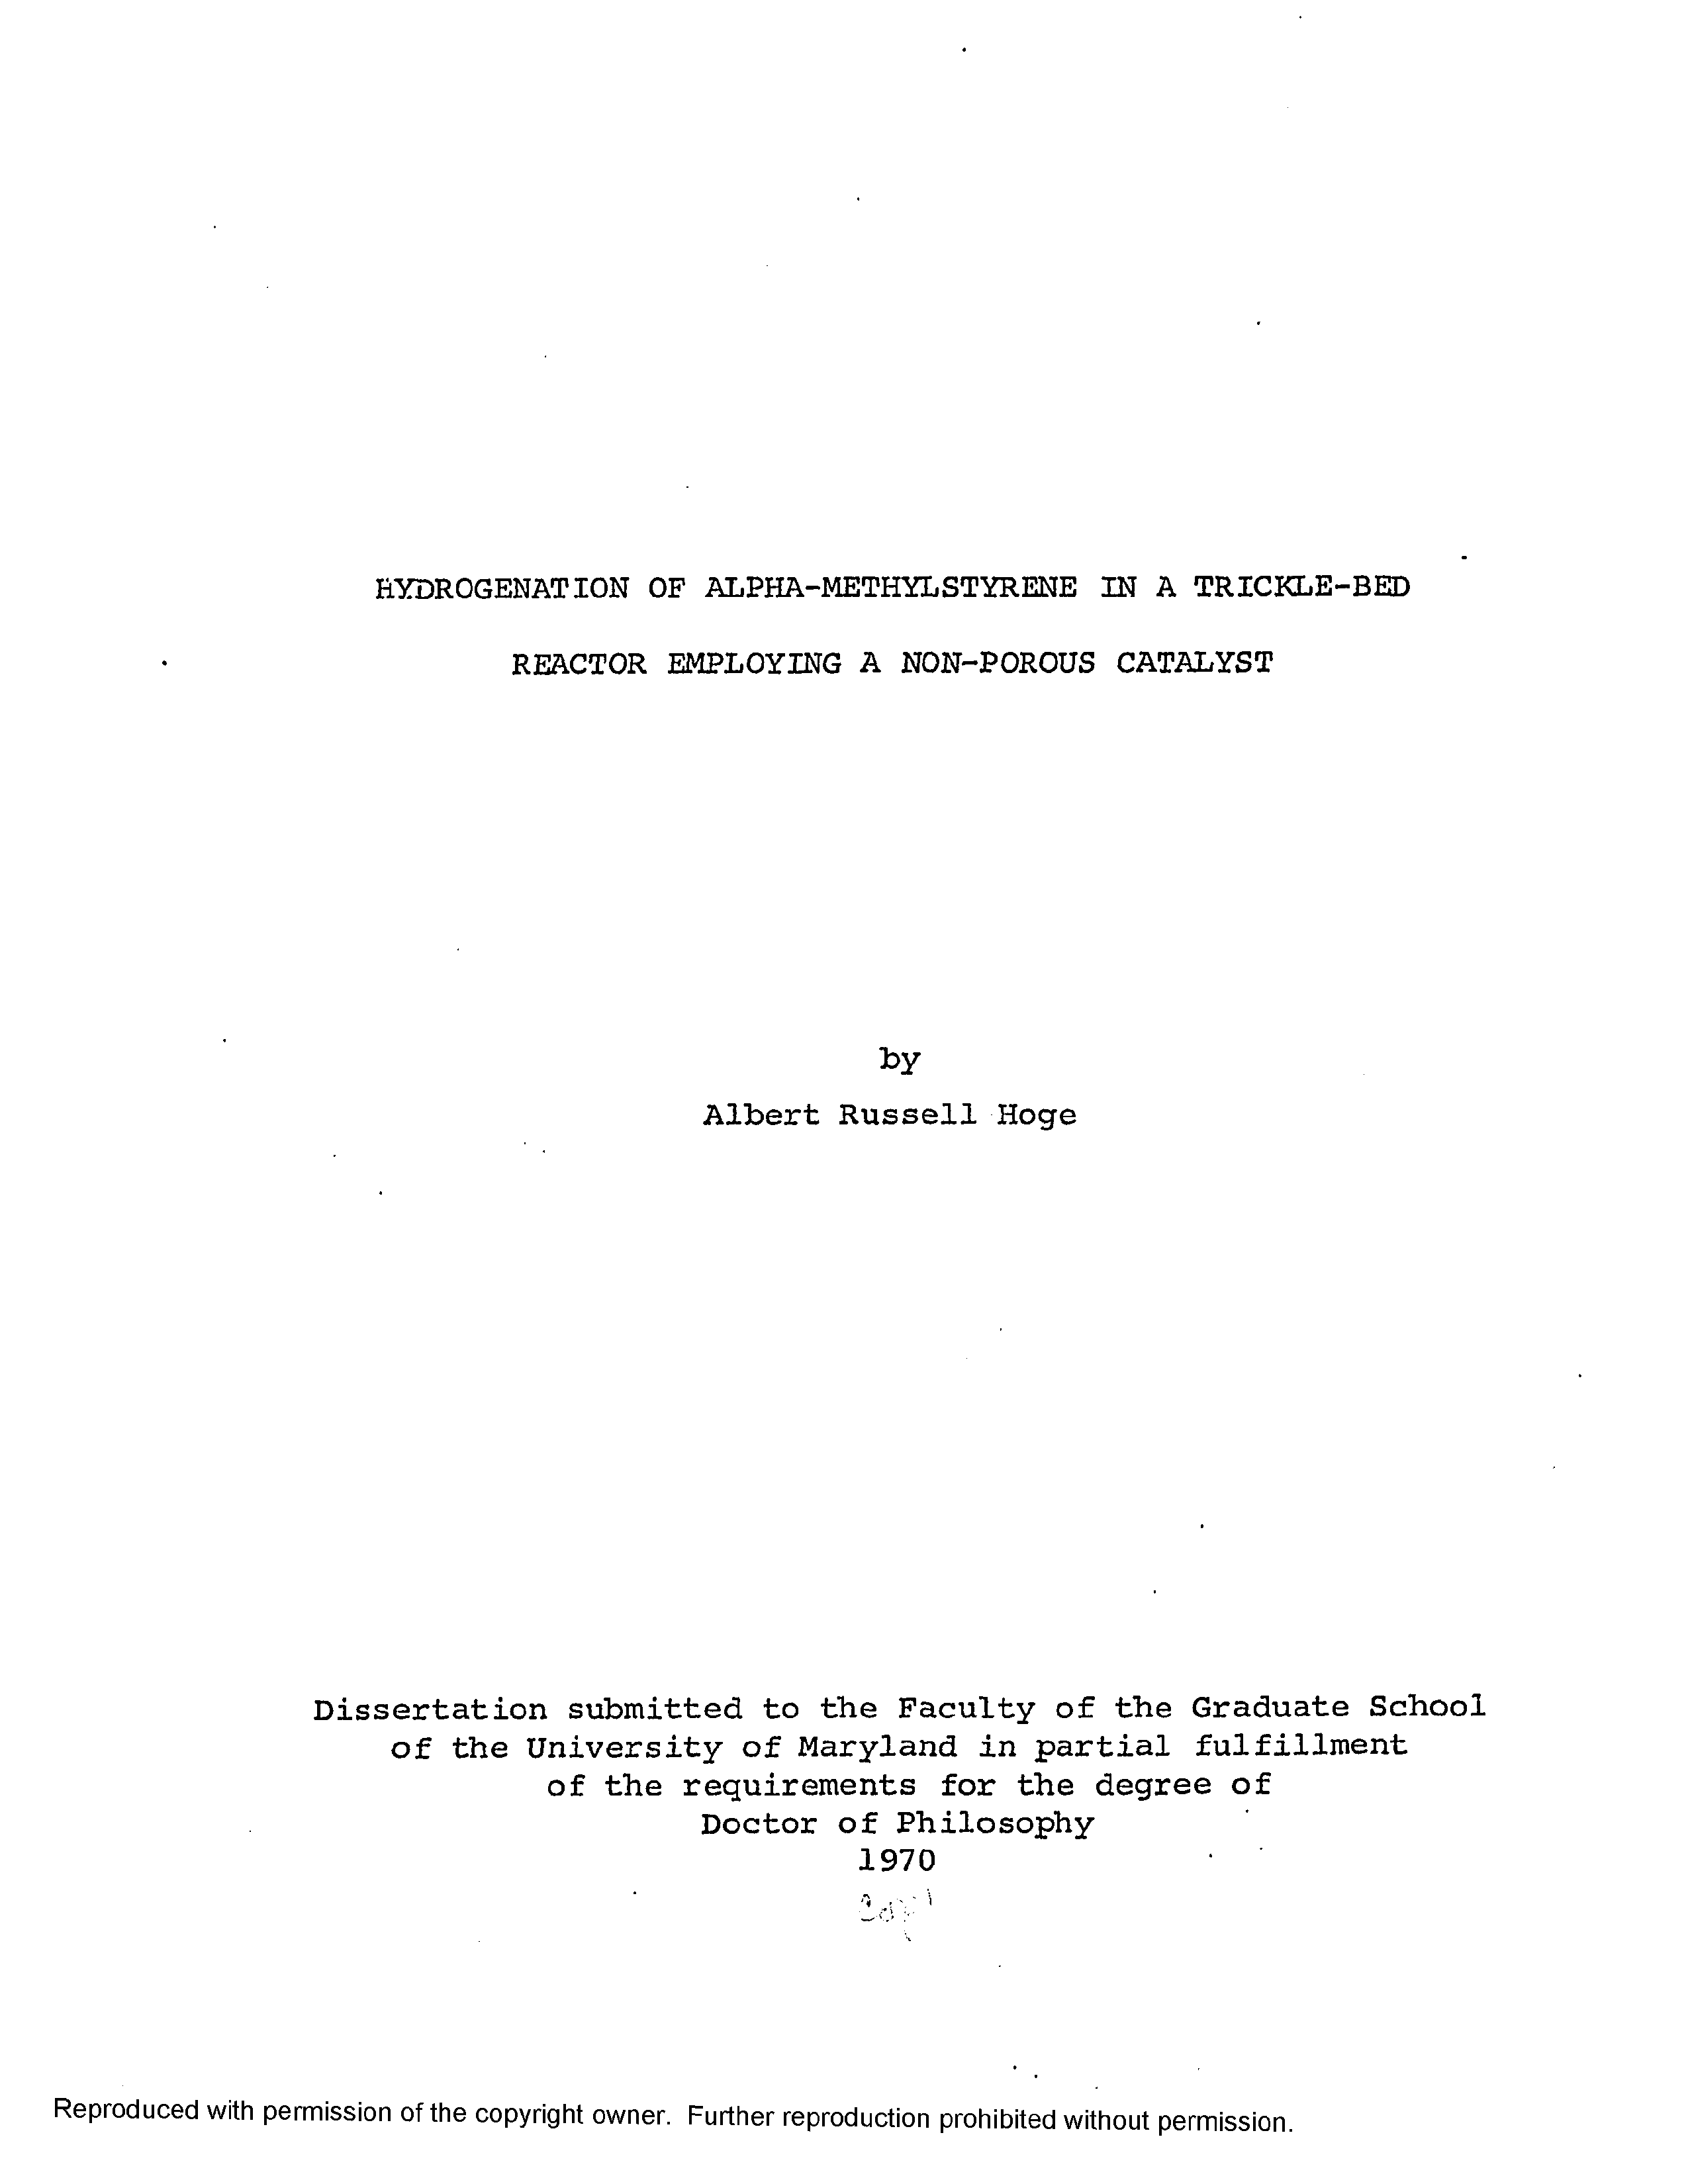 HYDROGENATION OF ALPHA-METHYLSTYRENE IN A TRICKLE-BED
REACTOR EMPLOYING A NON-POROUS CATALYST
by
Albert Russell Hoge
Dissertation submitted to the Faculty of the Graduate School
of the University of Maryland in partial fulfillment
of the requirements for the degree of
Doctor of Philosophy
1970
Reproduced with permission of the copyright owner. Further reproduction prohibited without permission.